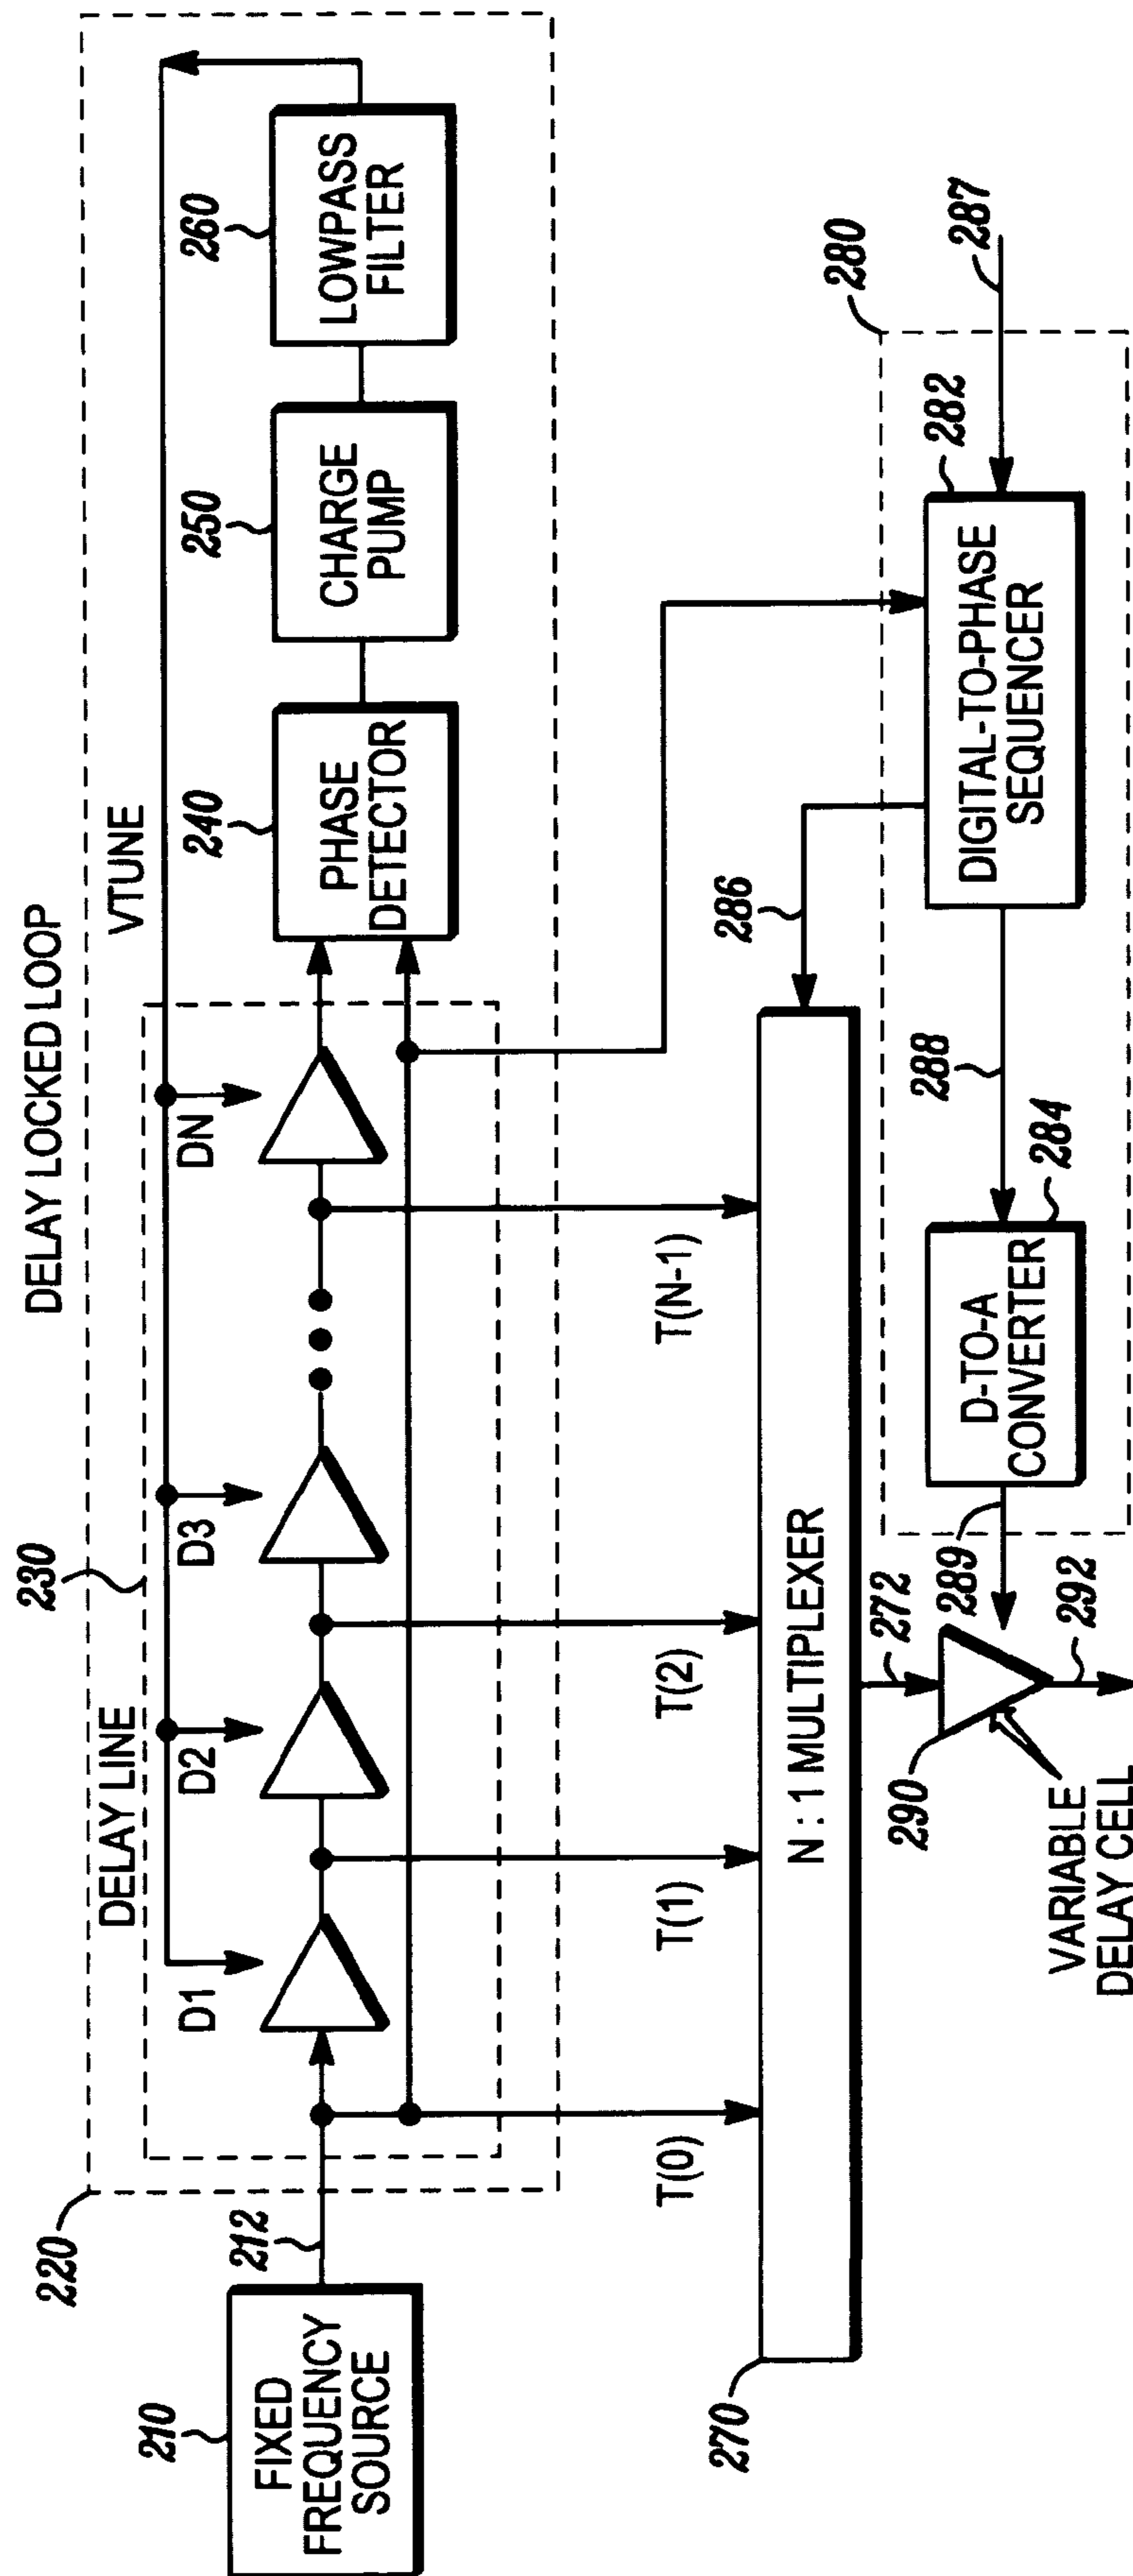 DELAY LOCKED LOOP
220
230
DELAY LINE
VTUNE
D1
D2
D3
DN
210
FIXED
FREQUENCY
SOURCE
212
240
PHASE
DETECTOR
250
CHARGE
PUMP
260
LOWPASS
FILTER
T(0)
T(1)
T(2)
T(N-1)
270
N : 1 MULTIPLEXER
286
280
287
282
DIGITAL-TO-PHASE
SEQUENCER
288
284
D-TO-A
CONVERTER
289
272
290
292
VARIABLE
DELAY CELL